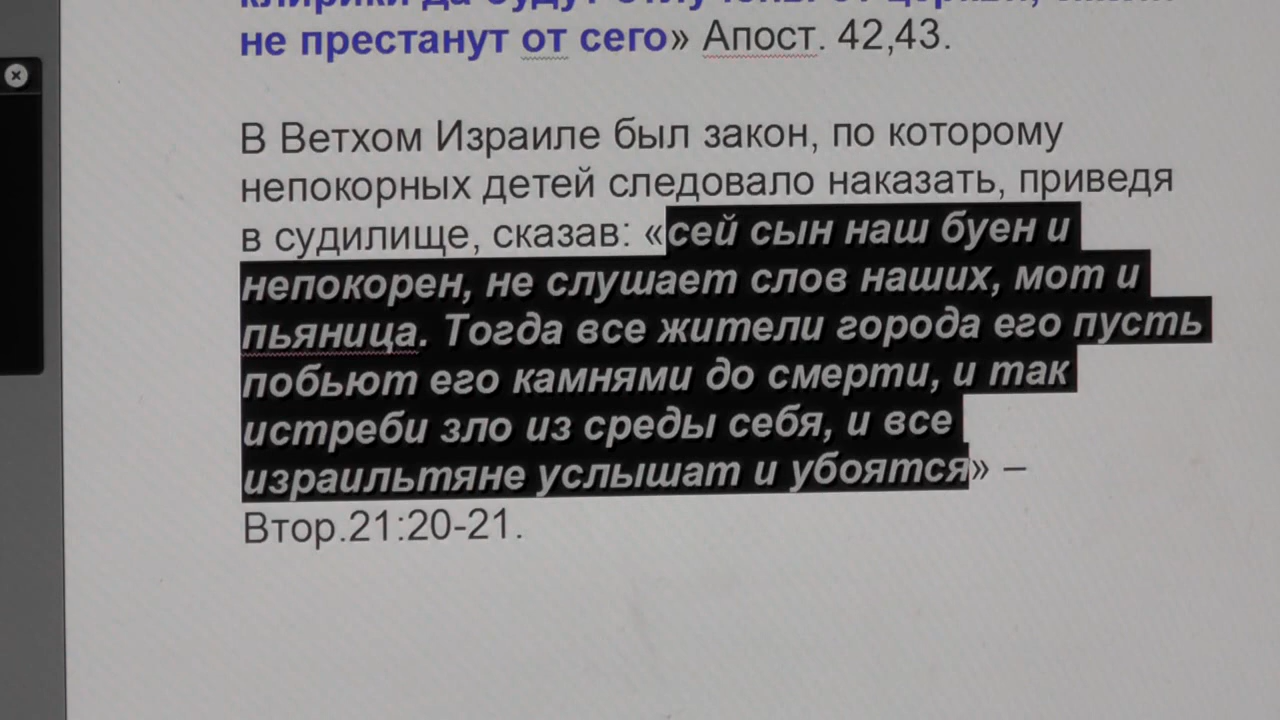 не престанут от сего» Апост. 42,43.
В Ветхом Израиле был закон, по которому
непокорных детей следовало наказать, приведя
в судилище, сказав: «сей сын наш буен и
непокорен, не слушает слов наших, мот и
пьяница. Тогда все жители города его пусть
побьют его камнями до смерти, и так
истреби зло из среды себя, и все
израильтяне услышат и убоятся» –
Втор.21:20-21.